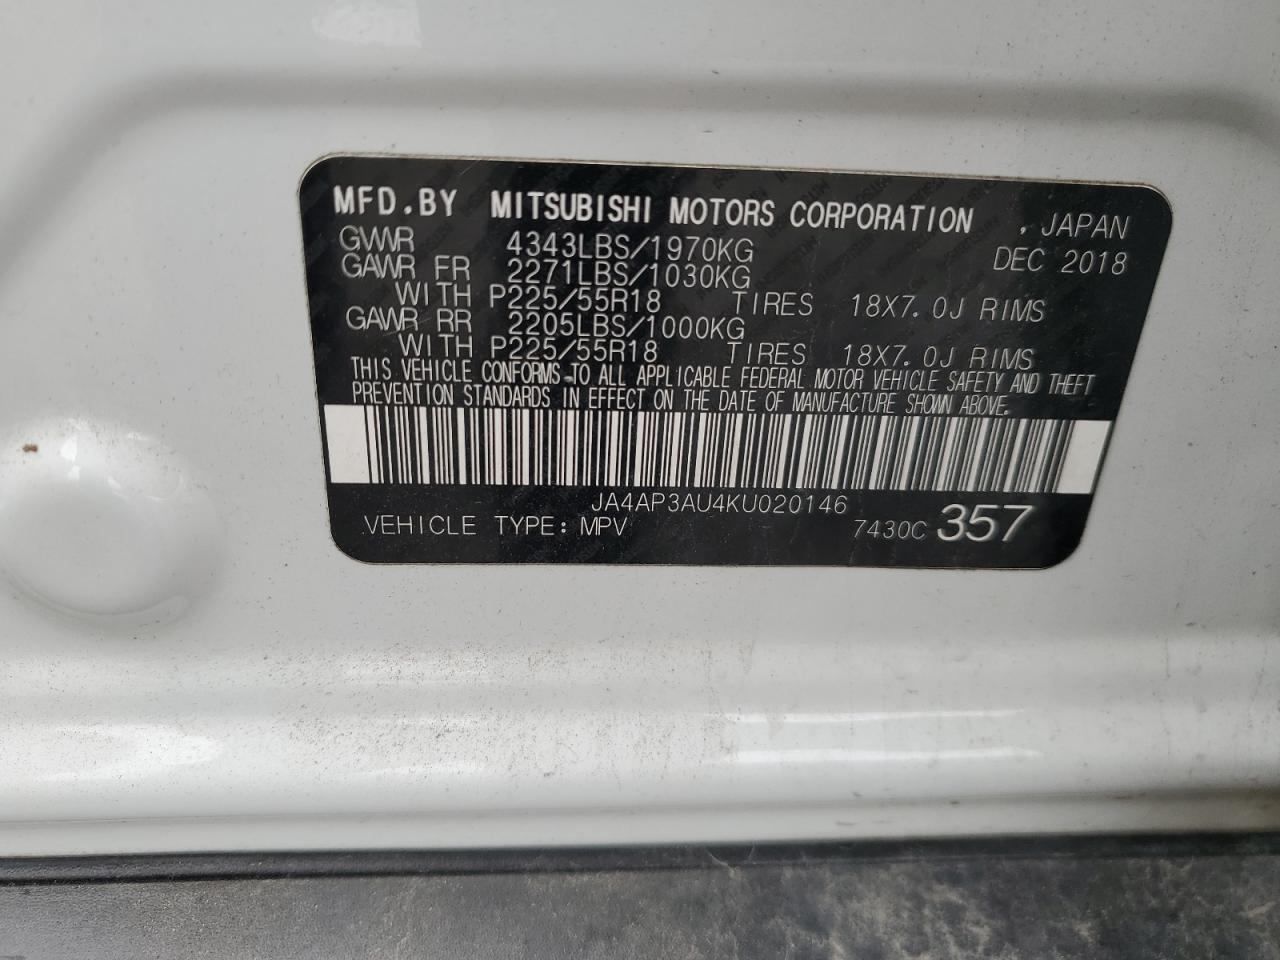 MFD.BY MITSUBISHI MOTORS CORPORATION , JAPAN
GVWR 4343LBS/1970KG DEC 2018
GAWR FR 2271LBS/1030KG
WITH P225/55R18 TIRES 18X7.0J RIMS
GAWR RR 2205LBS/1000KG
WITH P225/55R18 TIRES 18X7.0J RIMS
THIS VEHICLE CONFORMS TO ALL APPLICABLE FEDERAL MOTOR VEHICLE SAFETY AND THEFT
PREVENTION STANDARDS IN EFFECT ON THE DATE OF MANUFACTURE SHOWN ABOVE.
JA4AP3AU4KU020146
VEHICLE TYPE: MPV 7430C 357